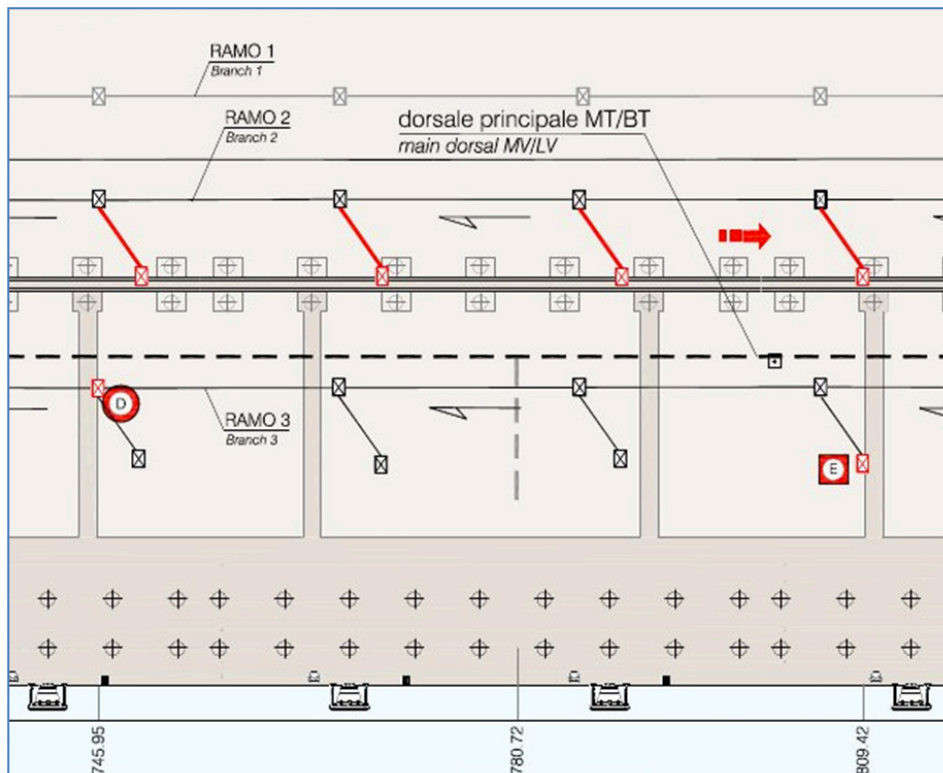 RAMO 1
Branch 1
RAMO 2
Branch 2
dorsale principale MT/BT
main dorsal MV/LV
D
RAMO 3
Branch 3
E
745.95
780.72
809.42